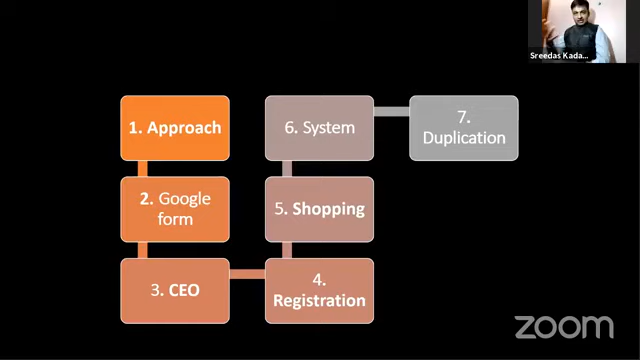 Sreedas Kada...
1. Approach
2. Google
form
3. CEO
4.
Registration
5. Shopping
6. System
7.
Duplication
zoom